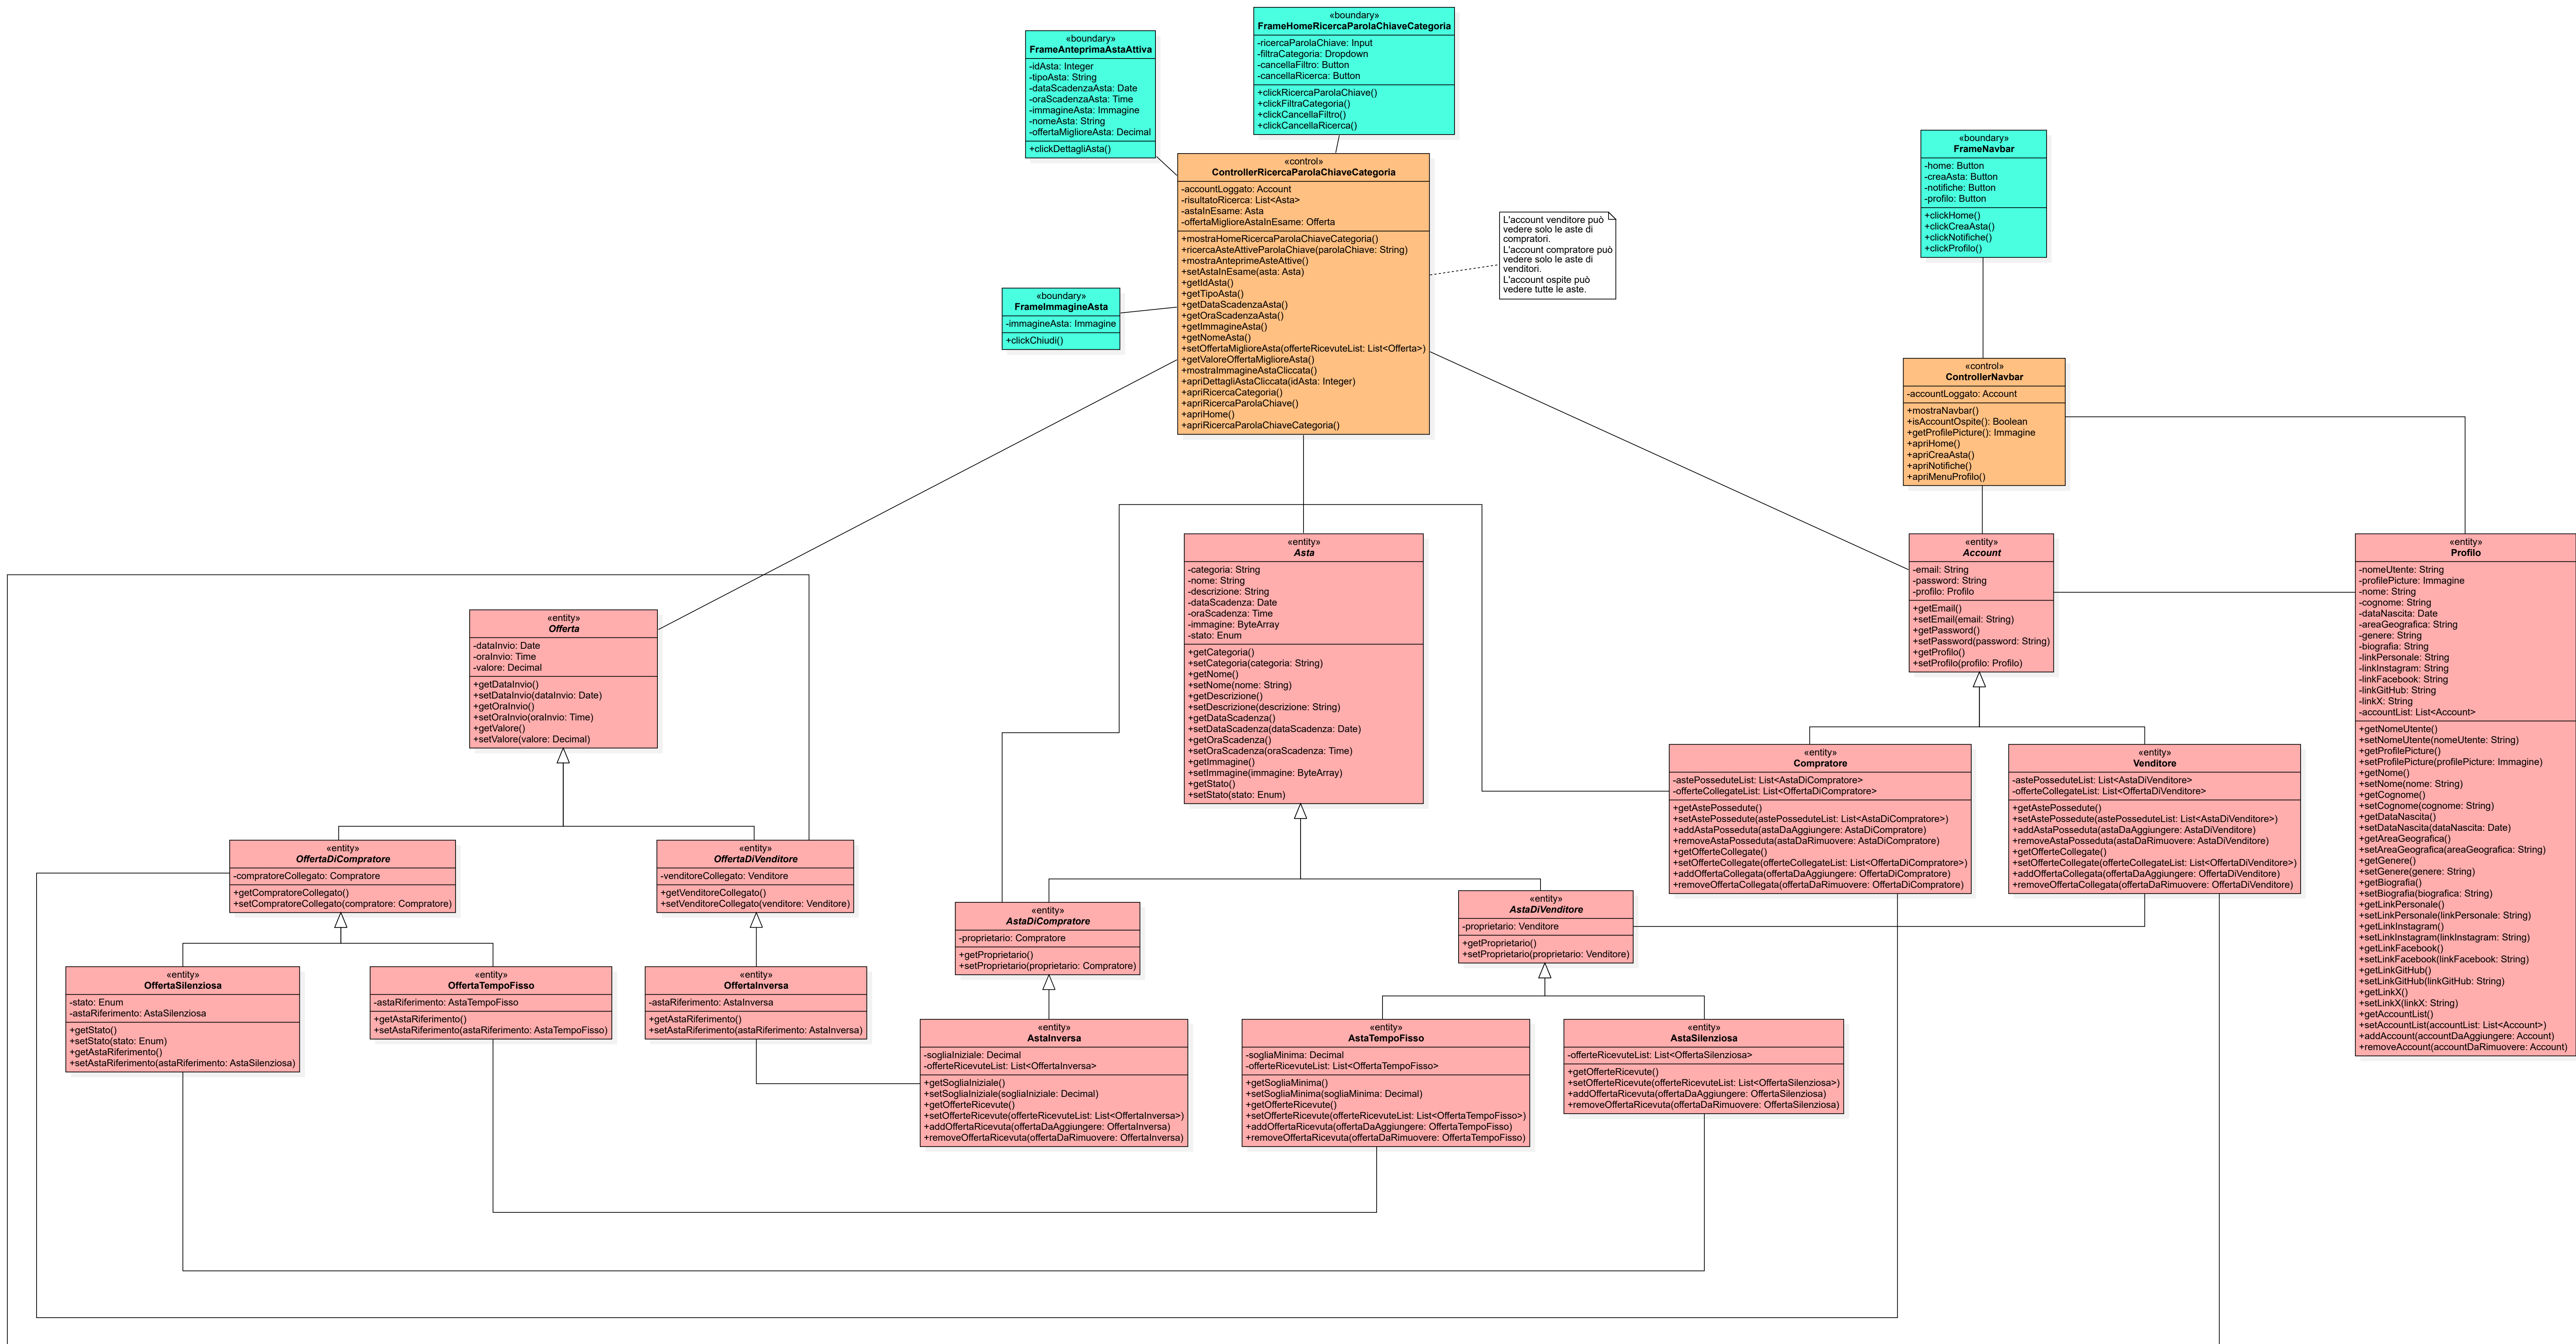 «boundary»
FrameHomeRicercaParolaChiaveCategoria
-ricercaParolaChiave: Input
-filtraCategoria: Dropdown
-cancellaFiltro: Button
-cancellaRicerca: Button
+clickRicercaParolaChiave()
+clickFiltraCategoria()
+clickCancellaFiltro()
+clickCancellaRicerca()
«boundary»
FrameAnteprimaAstaAttiva
-idAsta: Integer
-tipoAsta: String
-dataScadenzaAsta: Date
-oraScadenzaAsta: Time
-immagineAsta: Immagine
-nomeAsta: String
-offertaMiglioreAsta: Decimal
+clickDettagliAsta()
«boundary»
FrameNavbar
-home: Button
-creaAsta: Button
-notifiche: Button
-profilo: Button
+clickHome()
+clickCreaAsta()
+clickNotifiche()
+clickProfilo()
«control»
ControllerRicercaParolaChiaveCategoria
-accountLoggato: Account
-risultatoRicerca: List<Asta>
-astaInEsame: Asta
-offertaMiglioreAstaInEsame: Offerta
+mostraHomeRicercaParolaChiaveCategoria()
+ricercaAsteAttiveParolaChiave(parolaChiave: String)
+mostraAnteprimeAsteAttive()
+setAstaInEsame(asta: Asta)
+getIdAsta()
+getTipoAsta()
+getDataScadenzaAsta()
+getOraScadenzaAsta()
+getImmagineAsta()
+getNomeAsta()
+setOffertaMiglioreAsta(offerteRicevuteList: List<Offerta>)
+getValoreOffertaMiglioreAsta()
+mostraImmagineAstaCliccata()
+apriDettagliAstaCliccata(idAsta: Integer)
+apriRicercaCategoria()
+apriRicercaParolaChiave()
+apriHome()
+apriRicercaParolaChiaveCategoria()
L'account venditore può
vedere solo le aste di
compratori.
L'account compratore può
vedere solo le aste di
venditori.
L'account ospite può
vedere tutte le aste.
«boundary»
FrameImmagineAsta
-immagineAsta: Immagine
+clickChiudi()
«control»
ControllerNavbar
-accountLoggato: Account
+mostraNavbar()
+isAccountOspite(): Boolean
+getProfilePicture(): Immagine
+apriHome()
+apriCreaAsta()
+apriNotifiche()
+apriMenuProfilo()
«entity»
Asta
-categoria: String
-nome: String
-descrizione: String
-dataScadenza: Date
-oraScadenza: Time
-immagine: ByteArray
-stato: Enum
+getCategoria()
+setCategoria(categoria: String)
+getNome()
+setNome(nome: String)
+getDescrizione()
+setDescrizione(descrizione: String)
+getDataScadenza()
+setDataScadenza(dataScadenza: Date)
+getOraScadenza()
+setOraScadenza(oraScadenza: Time)
+getImmagine()
+setImmagine(immagine: ByteArray)
+getStato()
+setStato(stato: Enum)
«entity»
Account
-email: String
-password: String
-profilo: Profilo
+getEmail()
+setEmail(email: String)
+getPassword()
+setPassword(password: String)
+getProfilo()
+setProfilo(profilo: Profilo)
«entity»
Profilo
-nomeUtente: String
-profilePicture: Immagine
-nome: String
-cognome: String
-dataNascita: Date
-areaGeografica: String
-genere: String
-biografia: String
-linkPersonale: String
-linkInstagram: String
-linkFacebook: String
-linkGitHub: String
-linkX: String
-accountList: List<Account>
+getNomeUtente()
+setNomeUtente(nomeUtente: String)
+getProfilePicture()
+setProfilePicture(profilePicture: Immagine)
+getNome()
+setNome(nome: String)
+getCognome()
+setCognome(cognome: String)
+getDataNascita()
+setDataNascita(dataNascita: Date)
+getAreaGeografica()
+setAreaGeografica(areaGeografica: String)
+getGenere()
+setGenere(genere: String)
+getBiografia()
+setBiografia(biografica: String)
+getLinkPersonale()
+setLinkPersonale(linkPersonale: String)
+getLinkInstagram()
+setLinkInstagram(linkInstagram: String)
+getLinkFacebook()
+setLinkFacebook(linkFacebook: String)
+getLinkGitHub()
+setLinkGitHub(linkGitHub: String)
+getLinkX()
+setLinkX(linkX: String)
+getAccountList()
+setAccountList(accountList: List<Account>)
+addAccount(accountDaAggiungere: Account)
+removeAccount(accountDaRimuovere: Account)
«entity»
Offerta
-dataInvio: Date
-oraInvio: Time
-valore: Decimal
+getDataInvio()
+setDataInvio(dataInvio: Date)
+getOraInvio()
+setOraInvio(oraInvio: Time)
+getValore()
+setValore(valore: Decimal)
«entity»
Compratore
-astePosseduteList: List<AstaDiCompratore>
-offerteCollegateList: List<OffertaDiCompratore>
+getAstePossedute()
+setAstePossedute(astePosseduteList: List<AstaDiCompratore>)
+addAstaPosseduta(astaDaAggiungere: AstaDiCompratore)
+removeAstaPosseduta(astaDaRimuovere: AstaDiCompratore)
+getOfferteCollegate()
+setOfferteCollegate(offerteCollegateList: List<OffertaDiCompratore>)
+addOffertaCollegata(offertaDaAggiungere: OffertaDiCompratore)
+removeOffertaCollegata(offertaDaRimuovere: OffertaDiCompratore)
«entity»
Venditore
-astePosseduteList: List<AstaDiVenditore>
-offerteCollegateList: List<OffertaDiVenditore>
+getAstePossedute()
+setAstePossedute(astePosseduteList: List<AstaDiVenditore>)
+addAstaPosseduta(astaDaAggiungere: AstaDiVenditore)
+removeAstaPosseduta(astaDaRimuovere: AstaDiVenditore)
+getOfferteCollegate()
+setOfferteCollegate(offerteCollegateList: List<OffertaDiVenditore>)
+addOffertaCollegata(offertaDaAggiungere: OffertaDiVenditore)
+removeOffertaCollegata(offertaDaRimuovere: OffertaDiVenditore)
«entity»
OffertaDiCompratore
-compratoreCollegato: Compratore
+getCompratoreCollegato()
+setCompratoreCollegato(compratore: Compratore)
«entity»
OffertaDiVenditore
-venditoreCollegato: Venditore
+getVenditoreCollegato()
+setVenditoreCollegato(venditore: Venditore)
«entity»
AstaDiCompratore
-proprietario: Compratore
+getProprietario()
+setProprietario(proprietario: Compratore)
«entity»
AstaDiVenditore
-proprietario: Venditore
+getProprietario()
+setProprietario(proprietario: Venditore)
«entity»
OffertaSilenziosa
-stato: Enum
-astaRiferimento: AstaSilenziosa
+getStato()
+setStato(stato: Enum)
+getAstaRiferimento()
+setAstaRiferimento(astaRiferimento: AstaSilenziosa)
«entity»
OffertaTempoFisso
-astaRiferimento: AstaTempoFisso
+getAstaRiferimento()
+setAstaRiferimento(astaRiferimento: AstaTempoFisso)
«entity»
OffertaInversa
-astaRiferimento: AstaInversa
+getAstaRiferimento()
+setAstaRiferimento(astaRiferimento: AstaInversa)
«entity»
AstaInversa
-sogliaIniziale: Decimal
-offerteRicevuteList: List<OffertaInversa>
+getSogliaIniziale()
+setSogliaIniziale(sogliaIniziale: Decimal)
+getOfferteRicevute()
+setOfferteRicevute(offerteRicevuteList: List<OffertaInversa>)
+addOffertaRicevuta(offertaDaAggiungere: OffertaInversa)
+removeOffertaRicevuta(offertaDaRimuovere: OffertaInversa)
«entity»
AstaTempoFisso
-sogliaMinima: Decimal
-offerteRicevuteList: List<OffertaTempoFisso>
+getSogliaMinima()
+setSogliaMinima(sogliaMinima: Decimal)
+getOfferteRicevute()
+setOfferteRicevute(offerteRicevuteList: List<OffertaTempoFisso>)
+addOffertaRicevuta(offertaDaAggiungere: OffertaTempoFisso)
+removeOffertaRicevuta(offertaDaRimuovere: OffertaTempoFisso)
«entity»
AstaSilenziosa
-offerteRicevuteList: List<OffertaSilenziosa>
+getOfferteRicevute()
+setOfferteRicevute(offerteRicevuteList: List<OffertaSilenziosa>)
+addOffertaRicevuta(offertaDaAggiungere: OffertaSilenziosa)
+removeOffertaRicevuta(offertaDaRimuovere: OffertaSilenziosa)